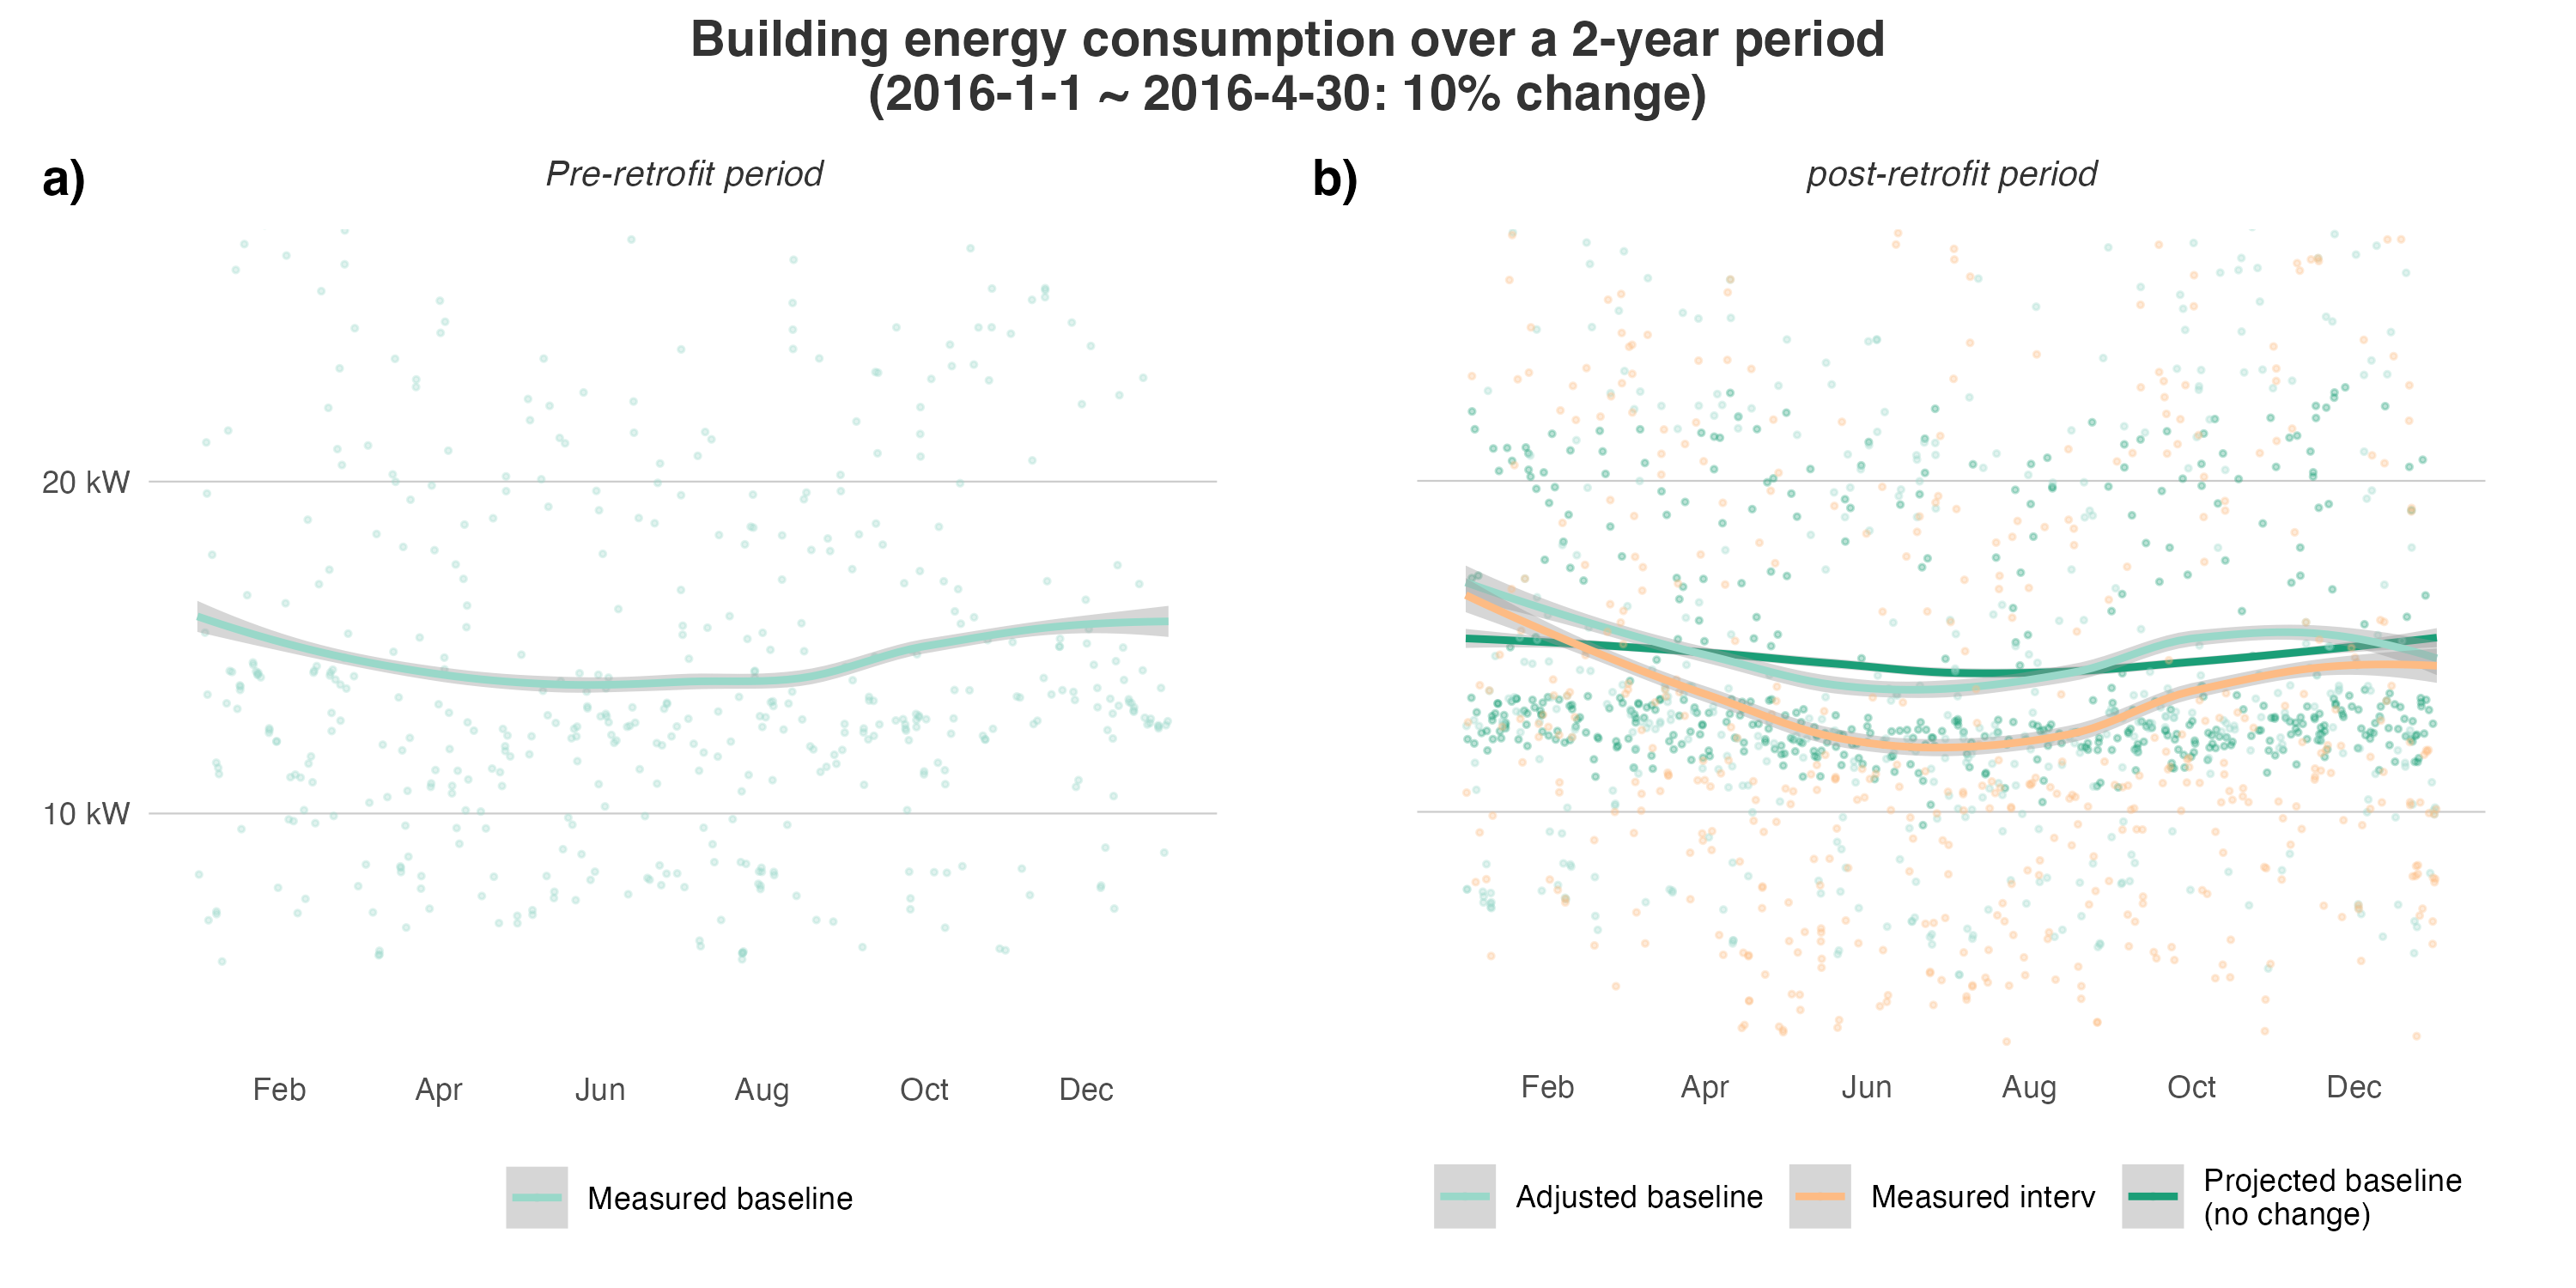 Building energy consumption over a 2-year period
(2016-1-1 ~ 2016-4-30: 10% change)
a)
Pre-retrofit period
20 kW
10 kW
Feb Apr Jun Aug Oct Dec
Measured baseline
b)
post-retrofit period
Feb Apr Jun Aug Oct Dec
Adjusted baseline
Measured interv
Projected baseline
(no change)